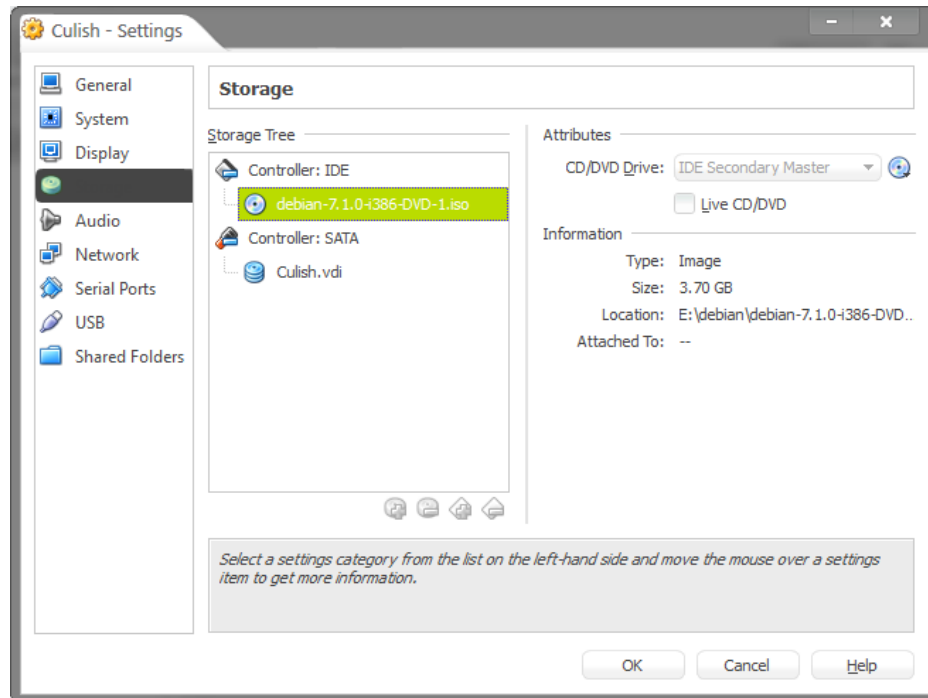 Culish - Settings
General
System
Display
Audio
Network
Serial Ports
USB
Shared Folders
Storage
Storage Tree
Controller: IDE
debian-7.1.0-i386-DVD-1.iso
Controller: SATA
Culish.vdi
Attributes
CD/DVD Drive: IDE Secondary Master
Live CD/DVD
Information
Type: Image
Size: 3.70 GB
Location: E:\debian\debian-7.1.0-i386-DVD..
Attached To: --
Select a settings category from the list on the left-hand side and move the mouse over a settings
item to get more information.
OK Cancel Help